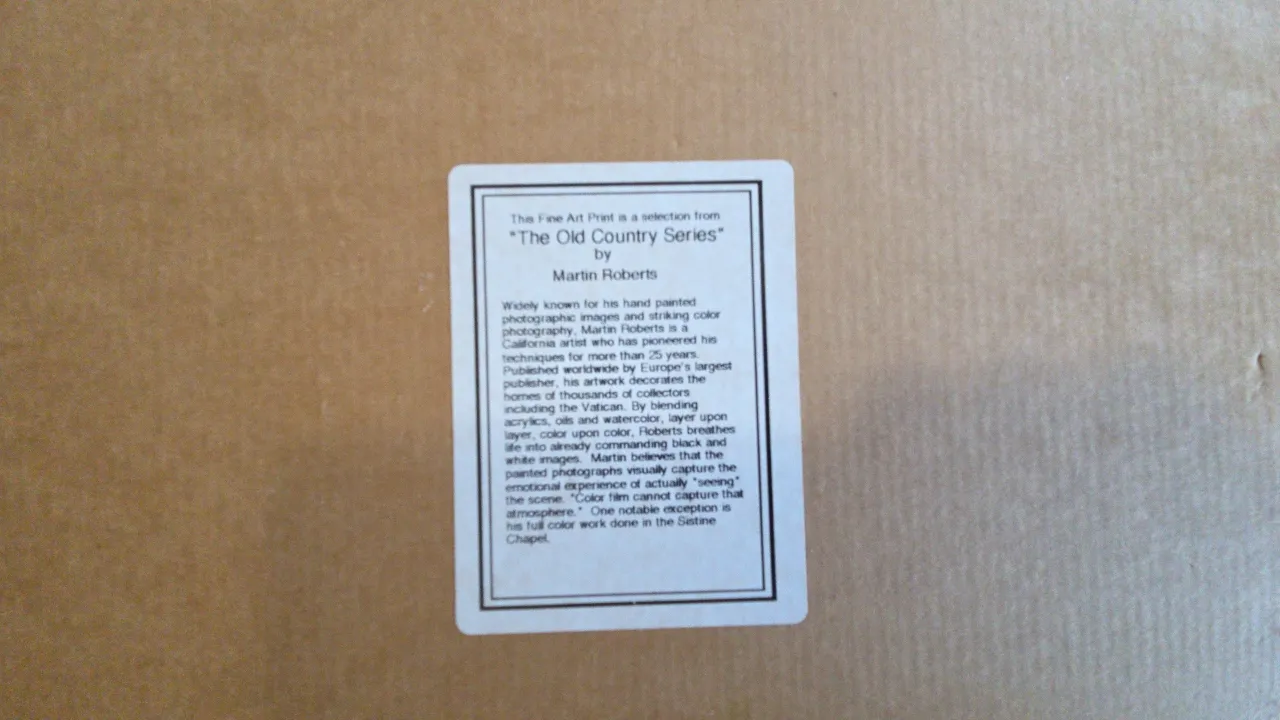 This Fine Art Print is a selection from
"The Old Country Series"
by
Martin Roberts
Widely known for his hand painted
photographic images and striking color
photography, Martin Roberts is a
California artist who has pioneered his
techniques for more than 25 years.
Published worldwide by Europe's largest
publisher, his artwork decorates the
homes of thousands of collectors
including the Vatican. By blending
acrylics, oils and watercolor, layer upon
layer, color upon color, Roberts breathes
life into already commanding black and
white images. Martin believes that the
painted photographs visually capture the
emotional experience of actually "seeing"
the scene. "Color film cannot capture that
atmosphere." One notable exception is
his full color work done in the Sistine
Chapel.